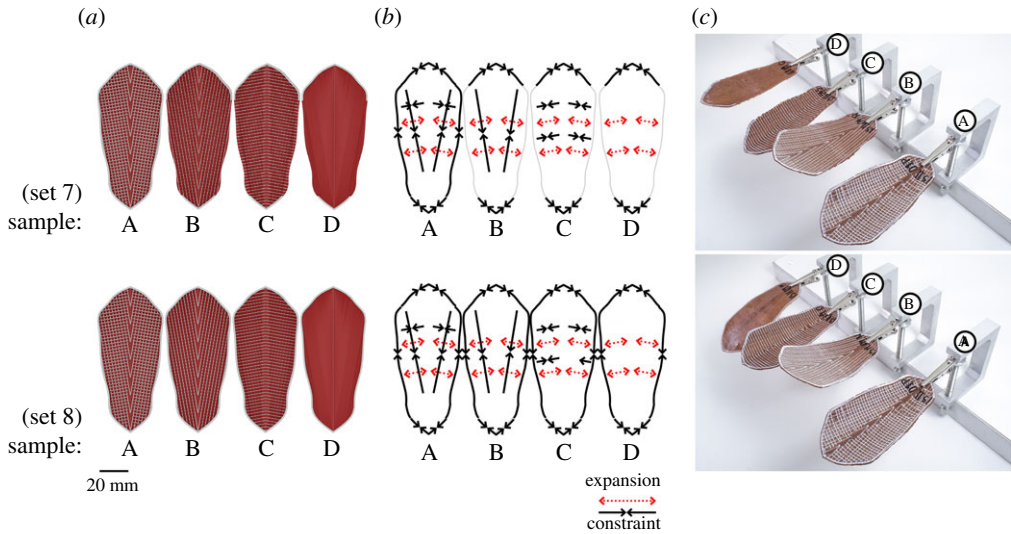 (a)
(b)
(c)
(set 7)
sample:
A B C D
A B C D
D
C
B
A
(set 8)
sample:
A B C D
A B C D
D
C
B
A
20 mm
expansion
constraint